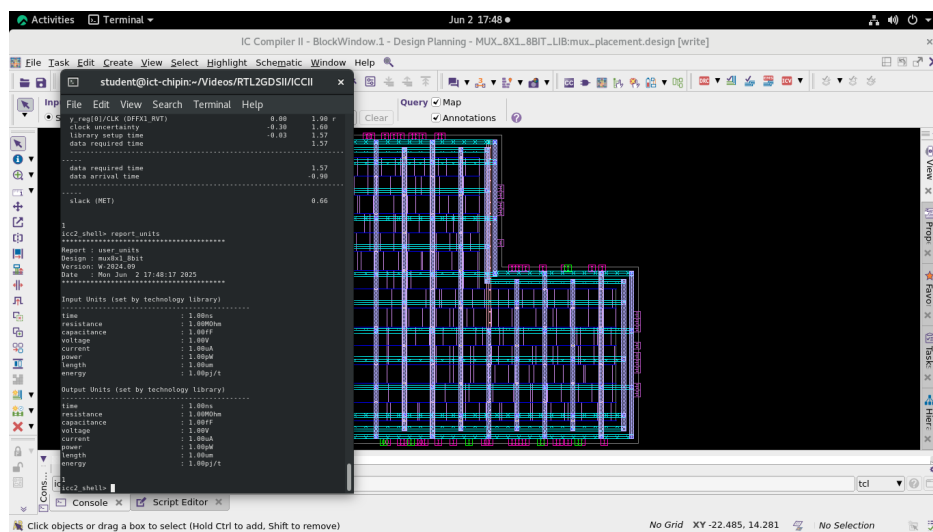 Activities
Terminal
Jun 2 17:48
IC Compiler II - BlockWindow.1 - Design Planning - MUX_8X1_8BIT_LIB:mux_placement.design [write]
File Task Edit Create View Select Highlight Schematic Window Help
student@ict-chipin:~/Videos/RTL2GDSII/ICCII
File Edit View Search Terminal Help
Clear
Query
Map
Annotations
y_reg[0]/CLK (DFFX1_RVT) 0.00 1.90 r
clock uncertainty -0.30 1.60
library setup time -0.03 1.57
data required time 1.57
--------------------------------------------------------------------
-----
data required time 1.57
data arrival time -0.90
--------------------------------------------------------------------
-----
slack (MET) 0.66
1
icc2_shell> report_units
****************************************
Report : user_units
Design : mux8x1_8bit
Version: W-2024.09
Date : Mon Jun 2 17:48:17 2025
****************************************
Input Units (set by technology library)
-----------------------------------------------
time : 1.00ns
resistance : 1.00MOhm
capacitance : 1.00fF
voltage : 1.00V
current : 1.00uA
power : 1.00pW
length : 1.00um
energy : 1.00pj/t
Output Units (set by technology library)
-----------------------------------------------
time : 1.00ns
resistance : 1.00MOhm
capacitance : 1.00fF
voltage : 1.00V
current : 1.00uA
power : 1.00pW
length : 1.00um
energy : 1.00pj/t
1
icc2_shell>
View
Favo
Tasks
Hier
Cons...
tcl
Console
Script Editor
Click objects or drag a box to select (Hold Ctrl to add, Shift to remove)
No Grid
XY -22.485, 14.281
No Selection